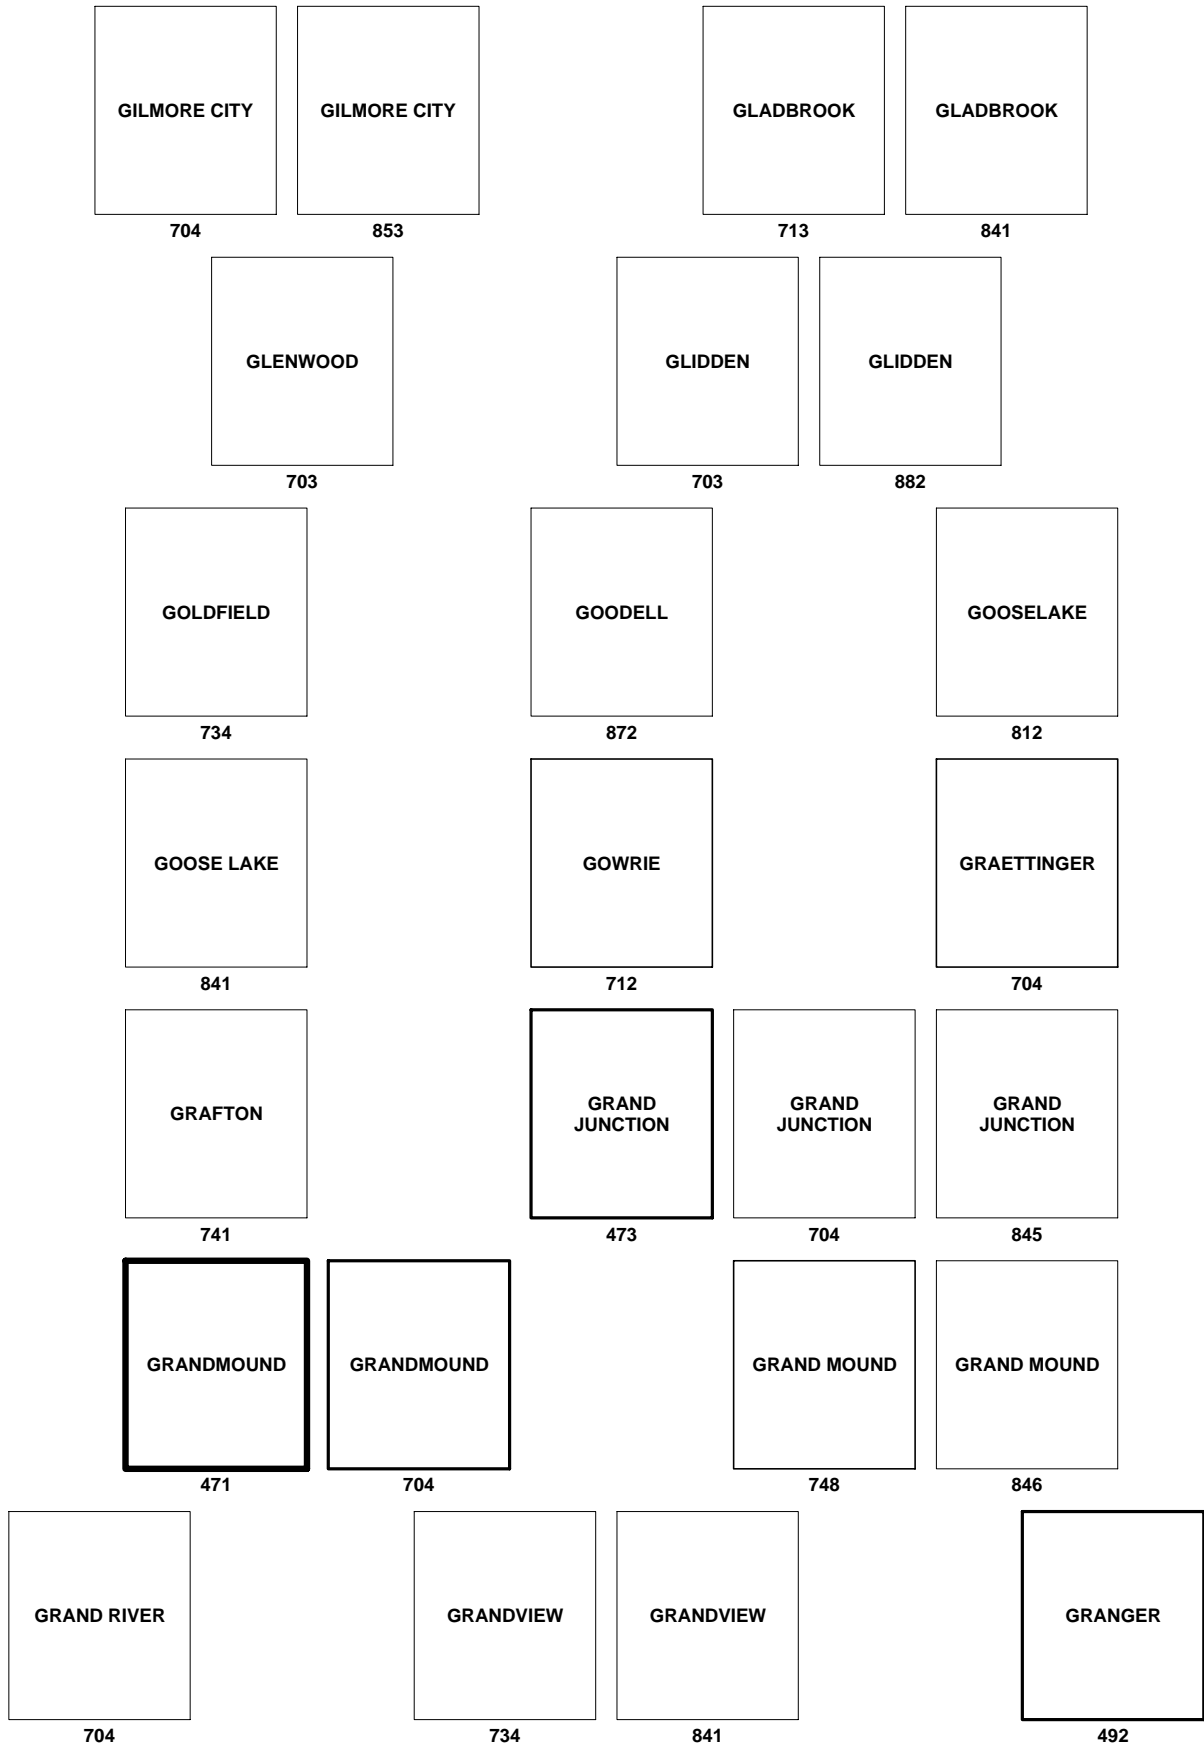 GILMORE CITY
GILMORE CITY
GLADBROOK
GLADBROOK
704
853
713
841
GLENWOOD
GLIDDEN
GLIDDEN
703
703
882
GOLDFIELD
GOODELL
GOOSELAKE
734
872
812
GOOSE LAKE
GOWRIE
GRAETTINGER
841
712
704
GRAFTON
GRAND
JUNCTION
GRAND
JUNCTION
GRAND
JUNCTION
741
473
704
845
GRANDMOUND
GRANDMOUND
GRAND MOUND
GRAND MOUND
471
704
748
846
GRAND RIVER
GRANDVIEW
GRANDVIEW
GRANGER
704
734
841
492